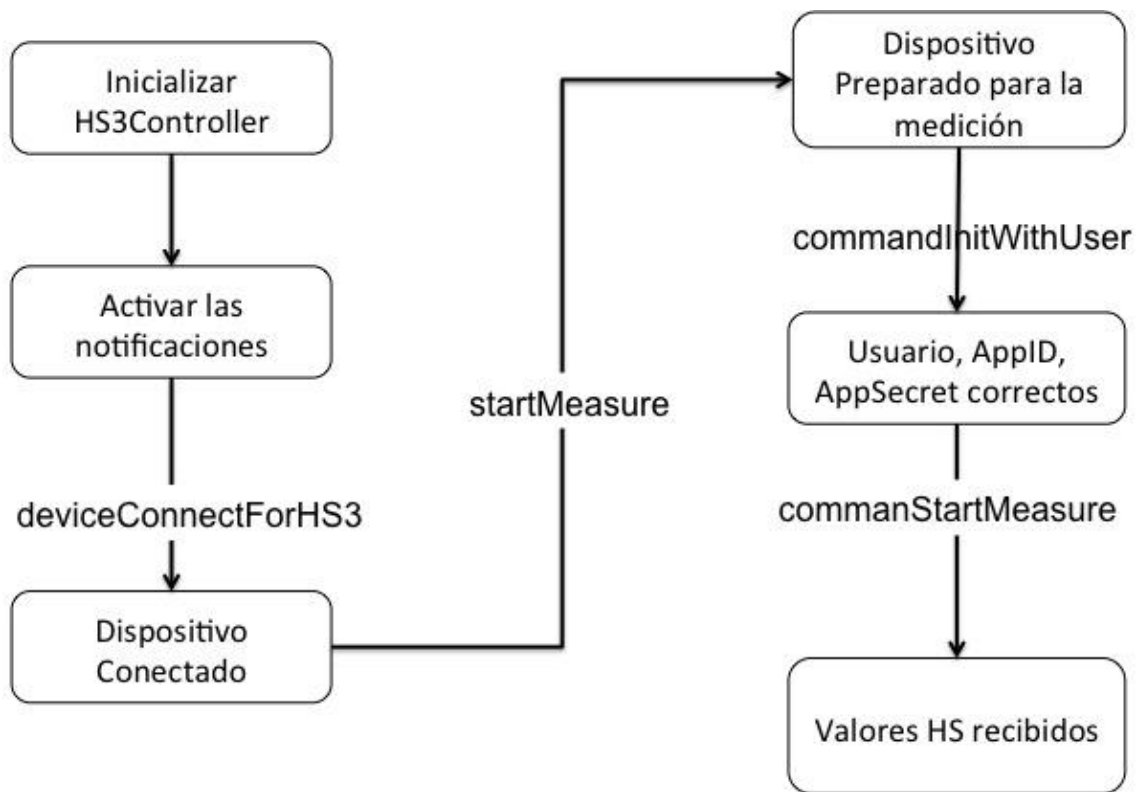 Inicializar
HS3Controller
Activar las
notificaciones
deviceConnectForHS3
Dispositivo
Conectado
startMeasure
Dispositivo
Preparado para la
medición
commandInitWithUser
Usuario, AppID,
AppSecret correctos
commanStartMeasure
Valores HS recibidos